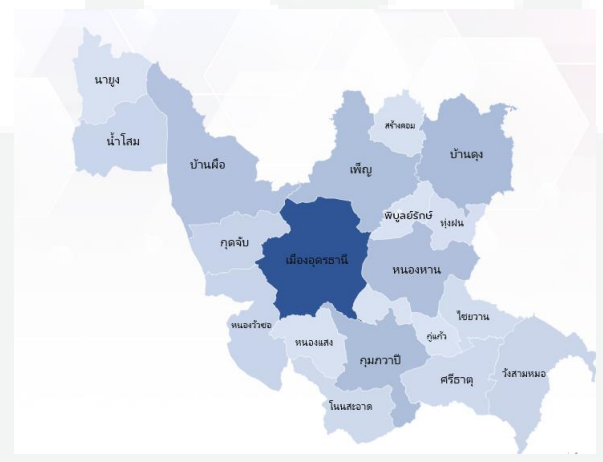 นายูง
น้ำโสม
บ้านผือ
สร้างคอม
เพ็ญ
บ้านดุง
พิบูลย์รักษ์
ทุ่งฝน
กุดจับ
เมืองอุดรธานี
หนองหาน
ไชยวาน
หนองวัวซอ
หนองแสง
กู่แก้ว
กุมภวาปี
ศรีธาตุ
วังสามหมอ
โนนสะอาด